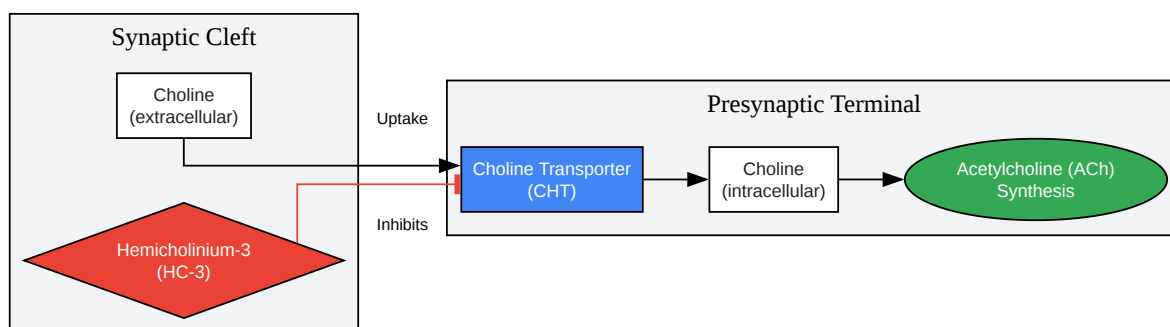 Synaptic Cleft
Choline
(extracellular)
Hemicholinium-3
(HC-3)
Uptake
Inhibits
Presynaptic Terminal
Choline Transporter
(CHT)
Choline
(intracellular)
Acetylcholine (ACh)
Synthesis